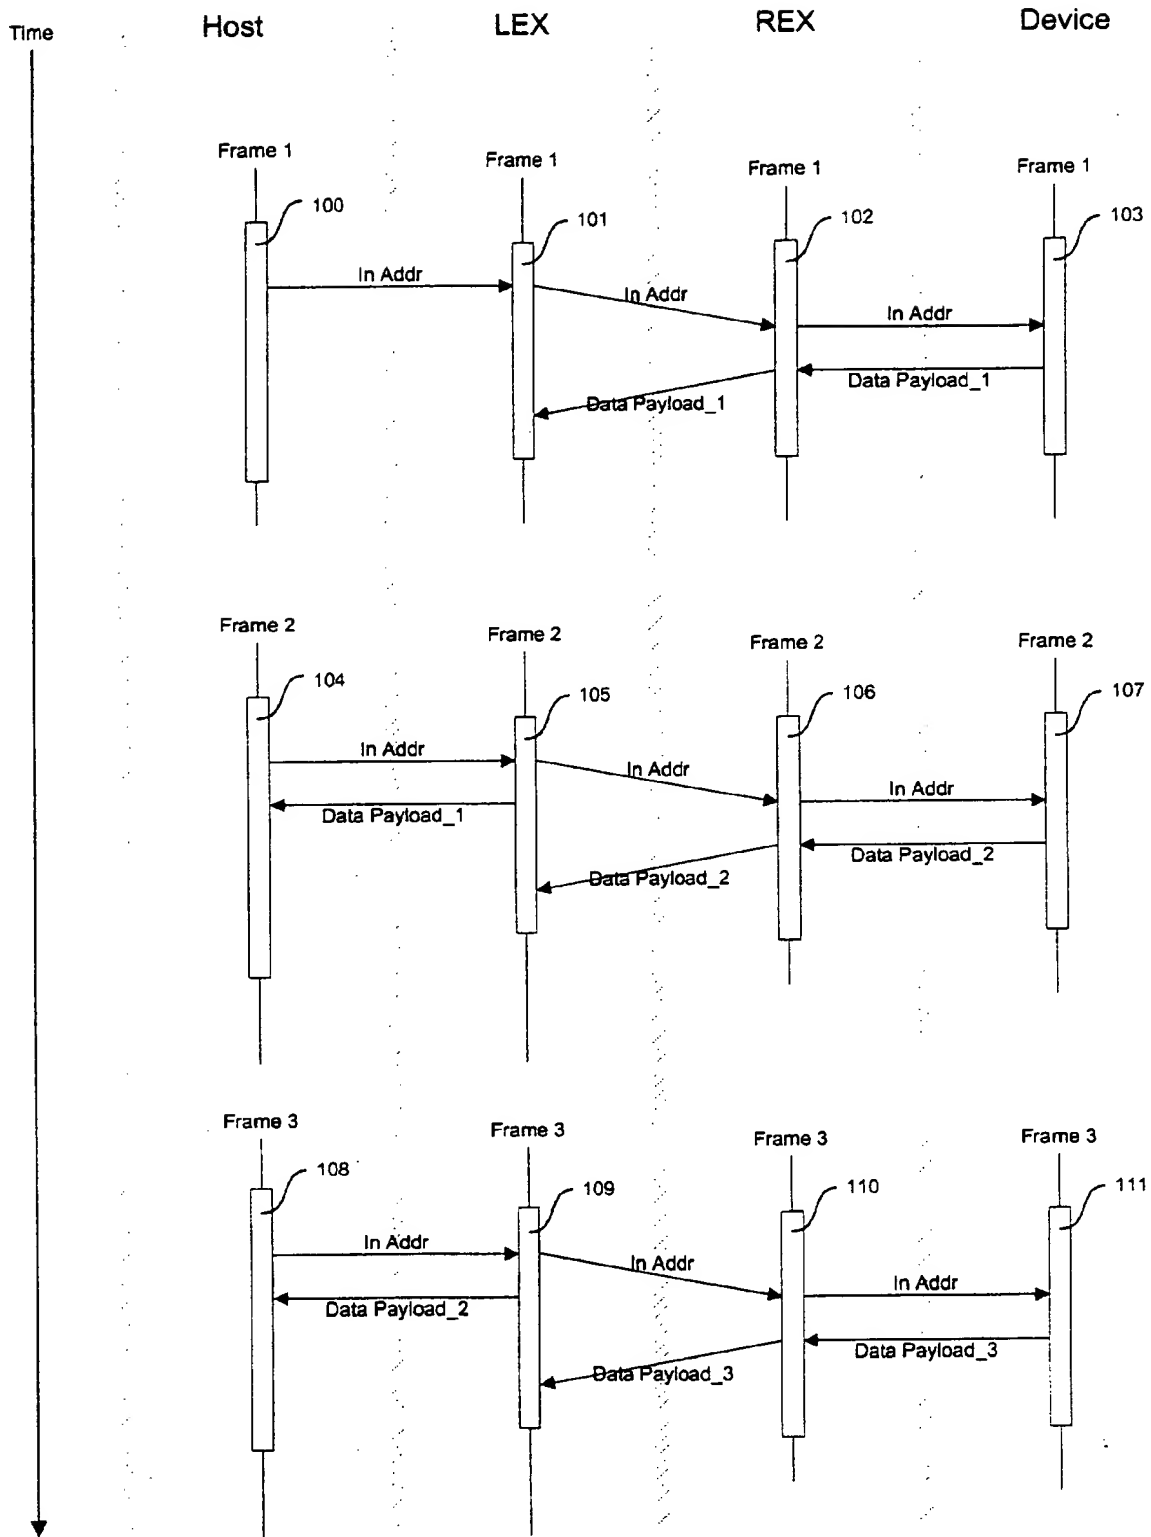 Time
Host
LEX
REX
Device
Frame 1
Frame 1
Frame 1
Frame 1
100
101
102
103
In Addr
In Addr
In Addr
Data Payload_1
Data Payload_1
Frame 2
Frame 2
Frame 2
Frame 2
104
105
106
107
In Addr
In Addr
In Addr
Data Payload_1
Data Payload_2
Data Payload_2
Frame 3
Frame 3
Frame 3
Frame 3
108
109
110
111
In Addr
In Addr
In Addr
Data Payload_2
Data Payload_3
Data Payload_3